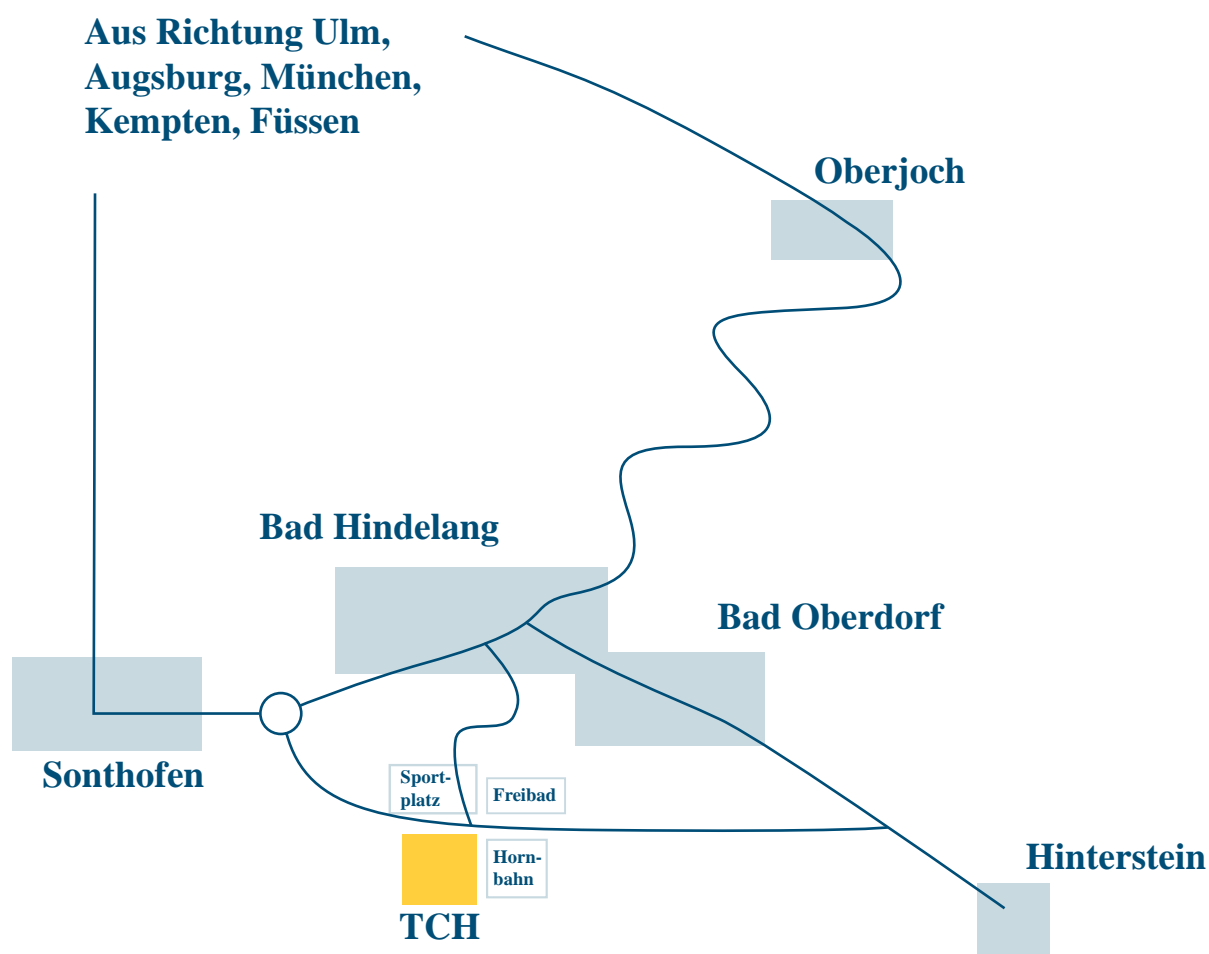 Aus Richtung Ulm,
Augsburg, München,
Kempten, Füssen
Oberjoch
Bad Hindelang
Bad Oberdorf
Sonthofen
Sport-
platz
Freibad
Horn-
bahn
Hinterstein
TCH